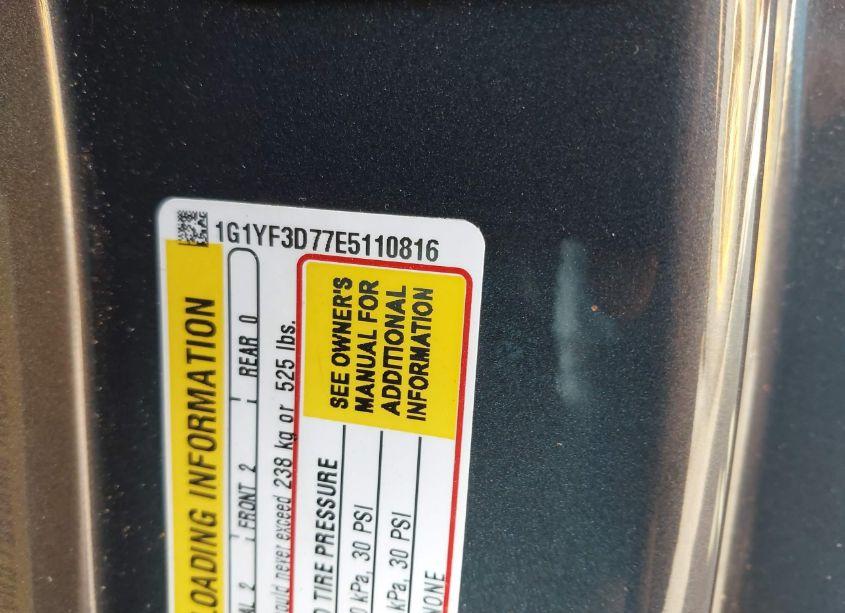 1G1YF3D77E5110816
LOADING INFORMATION
FRONT 2 REAR 0
never exceed 238 kg or 525 lbs.
SEE OWNER'S
MANUAL FOR
ADDITIONAL
INFORMATION
TIRE PRESSURE
kPa, 30 PSI
kPa, 30 PSI
NONE